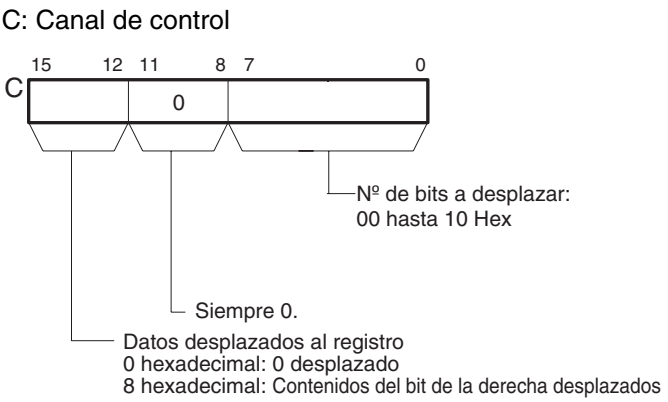 C: Canal de control
15 12 11 8 7 0
C
0
Nº de bits a desplazar:
00 hasta 10 Hex
Siempre 0.
Datos desplazados al registro
0 hexadecimal: 0 desplazado
8 hexadecimal: Contenidos del bit de la derecha desplazados